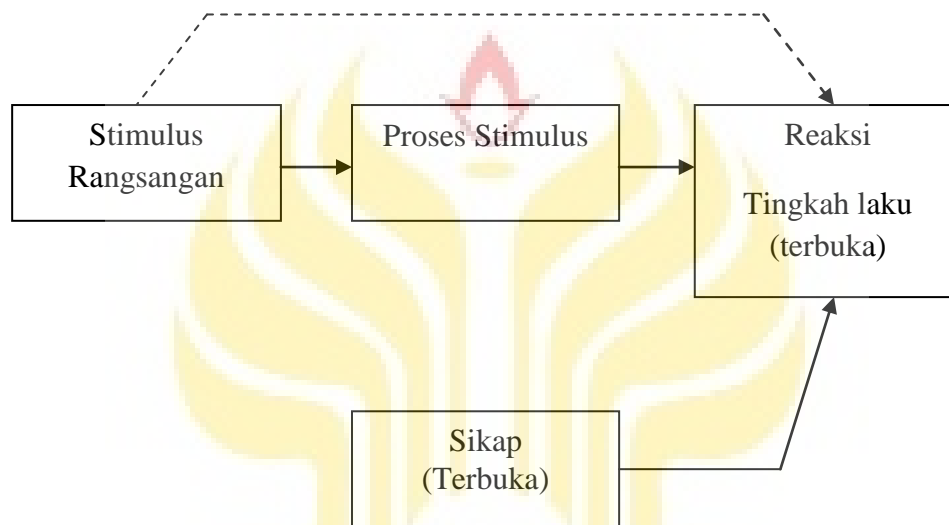 Stimulus
Rangsangan
Proses Stimulus
Reaksi
Tingkah laku
(terbuka)
Sikap
(Terbuka)